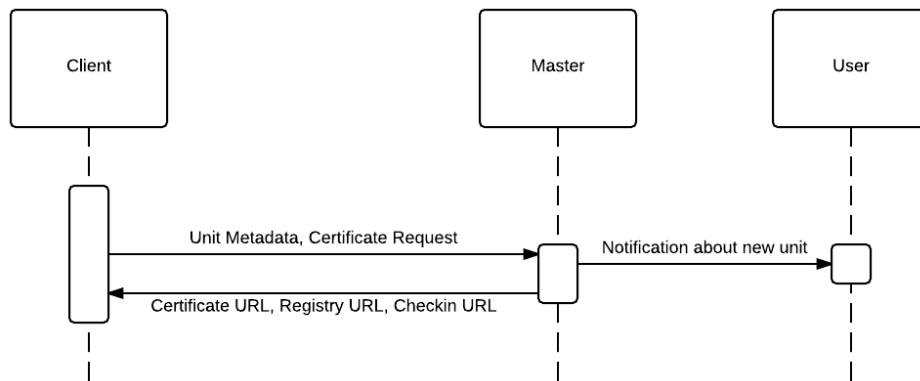 Client
Master
User
Unit Metadata, Certificate Request
Notification about new unit
Certificate URL, Registry URL, Checkin URL